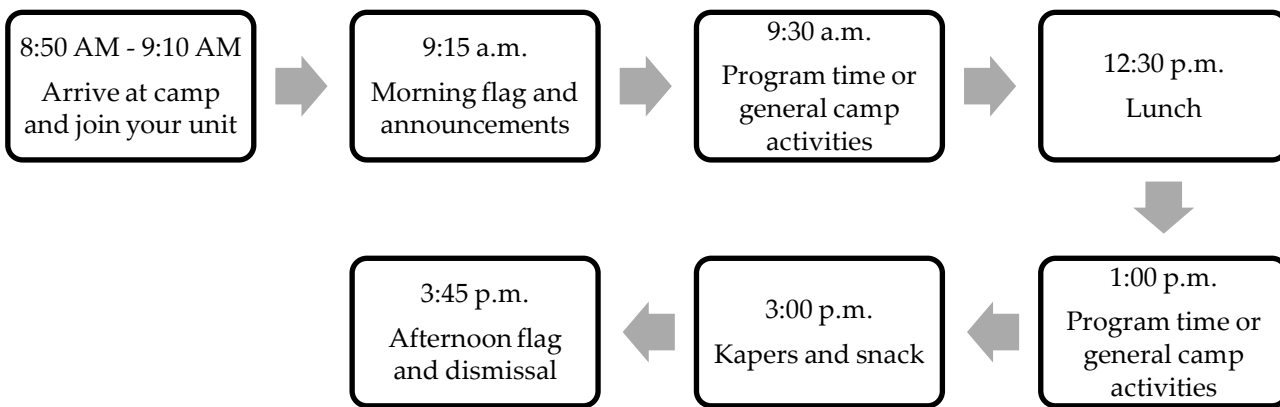 8:50 AM - 9:10 AM
Arrive at camp
and join your unit
9:15 a.m.
Morning flag and
announcements
9:30 a.m.
Program time or
general camp
activities
12:30 p.m.
Lunch
1:00 p.m.
Program time or
general camp
activities
3:00 p.m.
Kapers and snack
3:45 p.m.
Afternoon flag
and dismissal